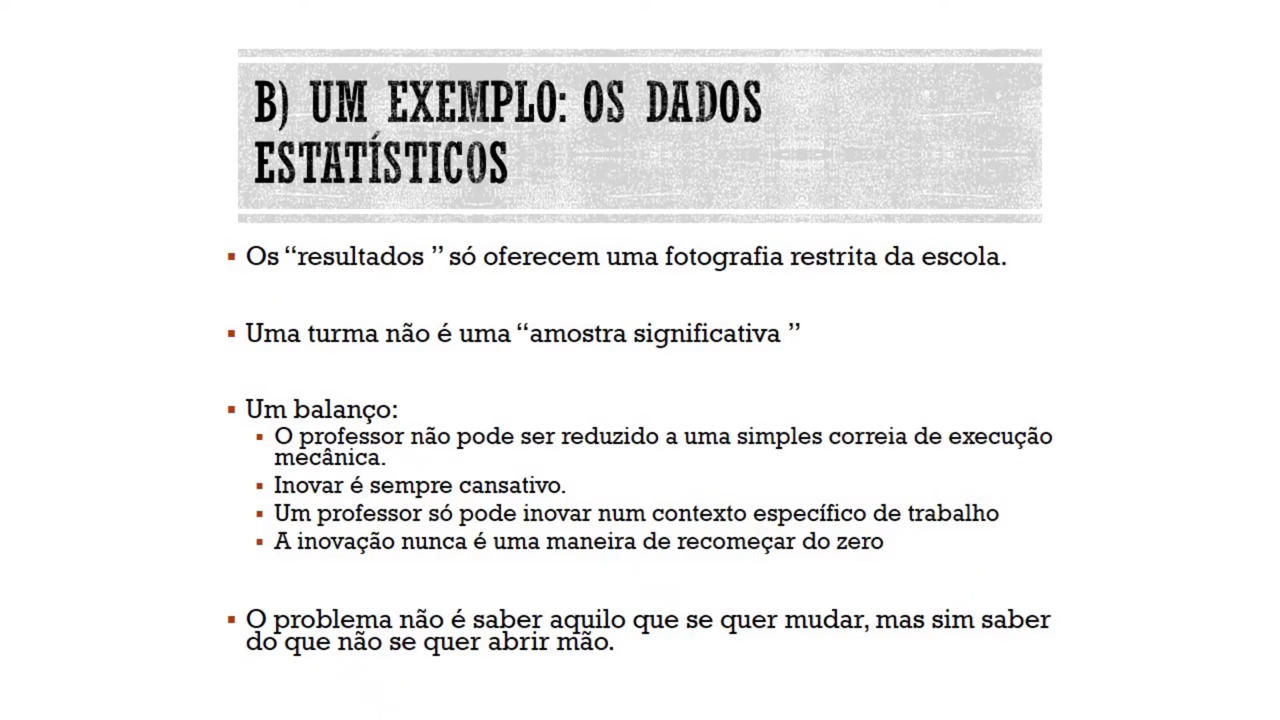 B) UM EXEMPLO: OS DADOS
ESTATÍSTICOS
▪ Os “resultados ” só oferecem uma fotografia restrita da escola.
▪ Uma turma não é uma “amostra significativa ”
▪ Um balanço:
▪ O professor não pode ser reduzido a uma simples correia de execução
mecânica.
▪ Inovar é sempre cansativo.
▪ Um professor só pode inovar num contexto específico de trabalho
▪ A inovação nunca é uma maneira de recomeçar do zero
▪ O problema não é saber aquilo que se quer mudar, mas sim saber
do que não se quer abrir mão.